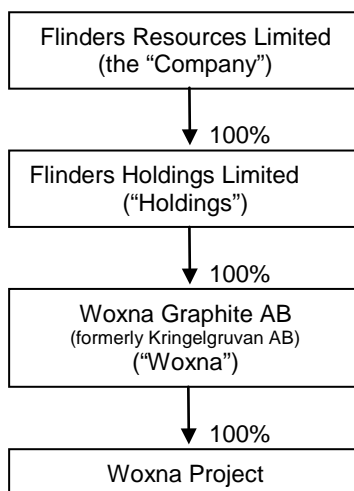 Flinders Resources Limited
(the “Company”)
100%
Flinders Holdings Limited
(“Holdings”)
100%
Woxna Graphite AB
(formerly Kringelgruvan AB)
(“Woxna”)
100%
Woxna Project